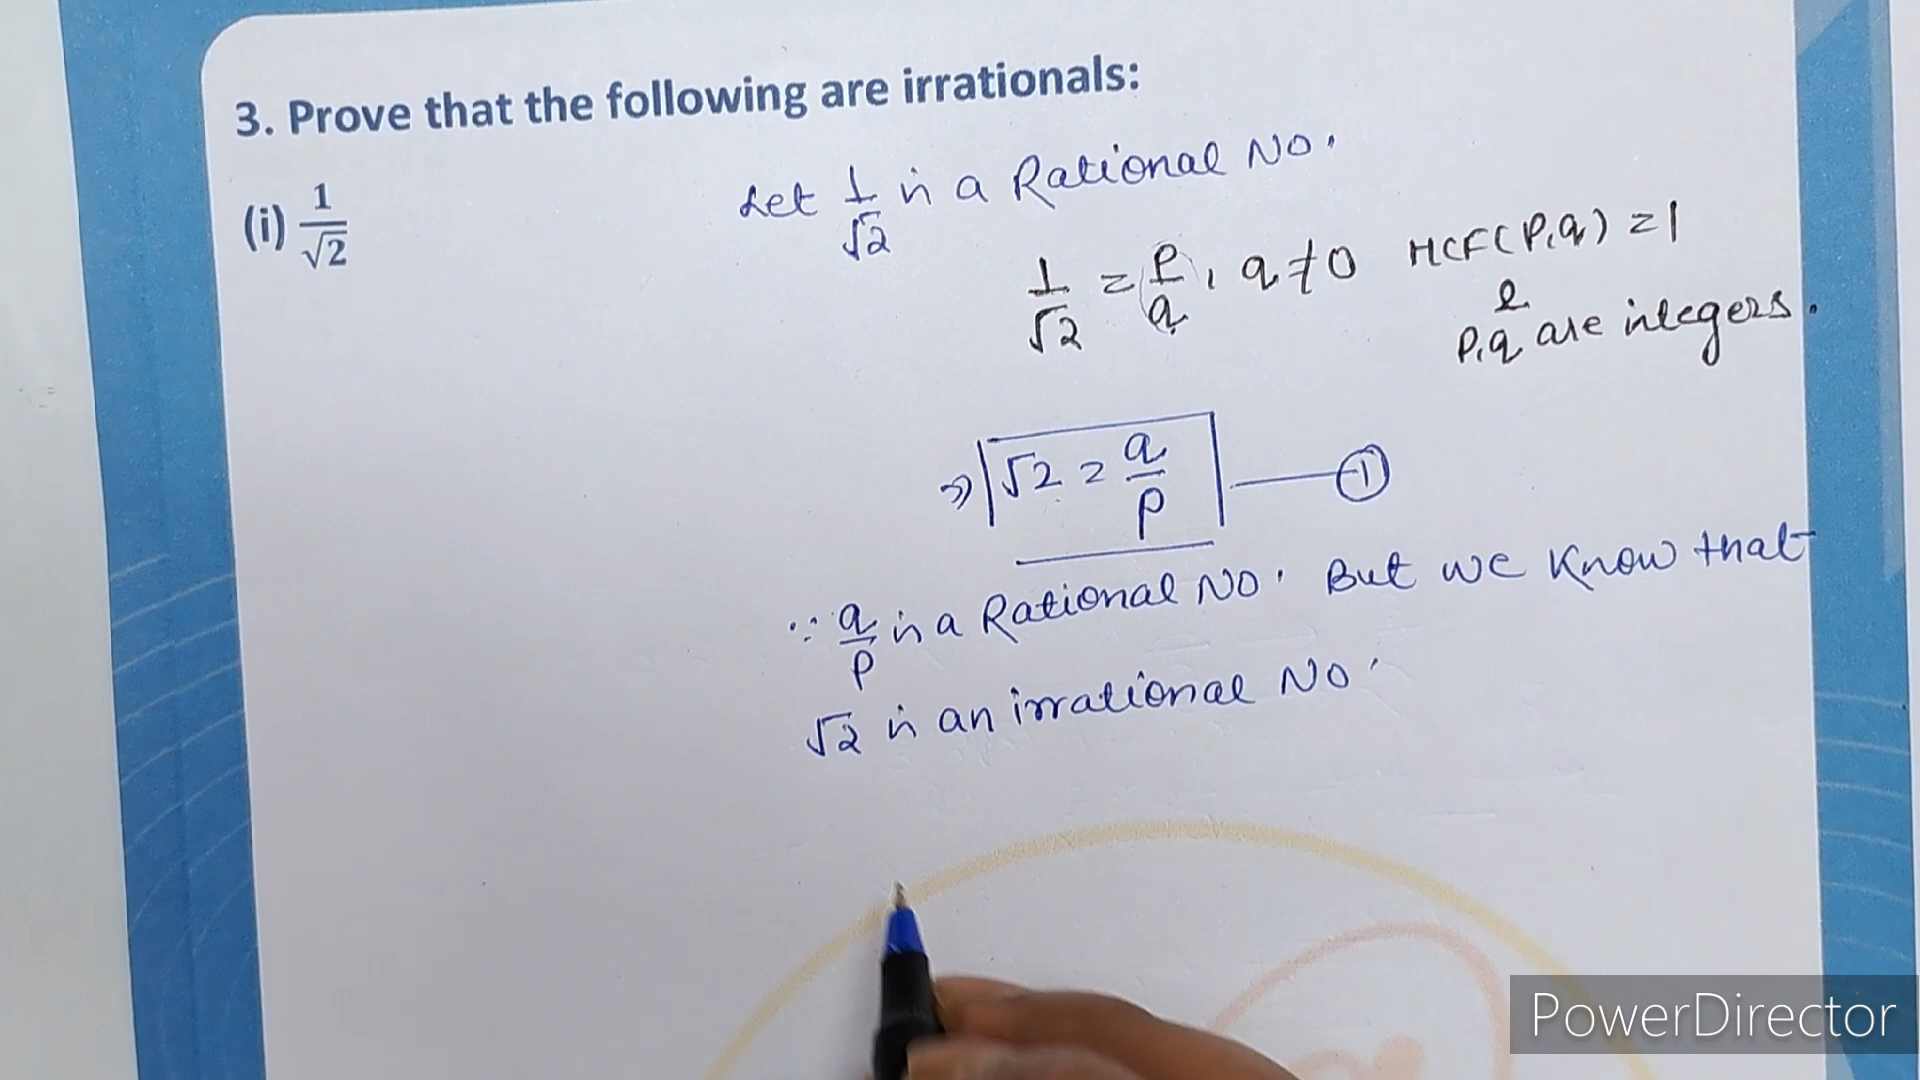 3. Prove that the following are irrationals:
(i) 1/√2
Let 1/√2 is a Rational No.
1/√2 = P/q, q≠0 HCF(P,q) = 1
&
P,q are integers.
⇒ √2 = q/P —— ①
∵ q/P is a Rational No. But we know that
√2 is an irrational No.
PowerDirector